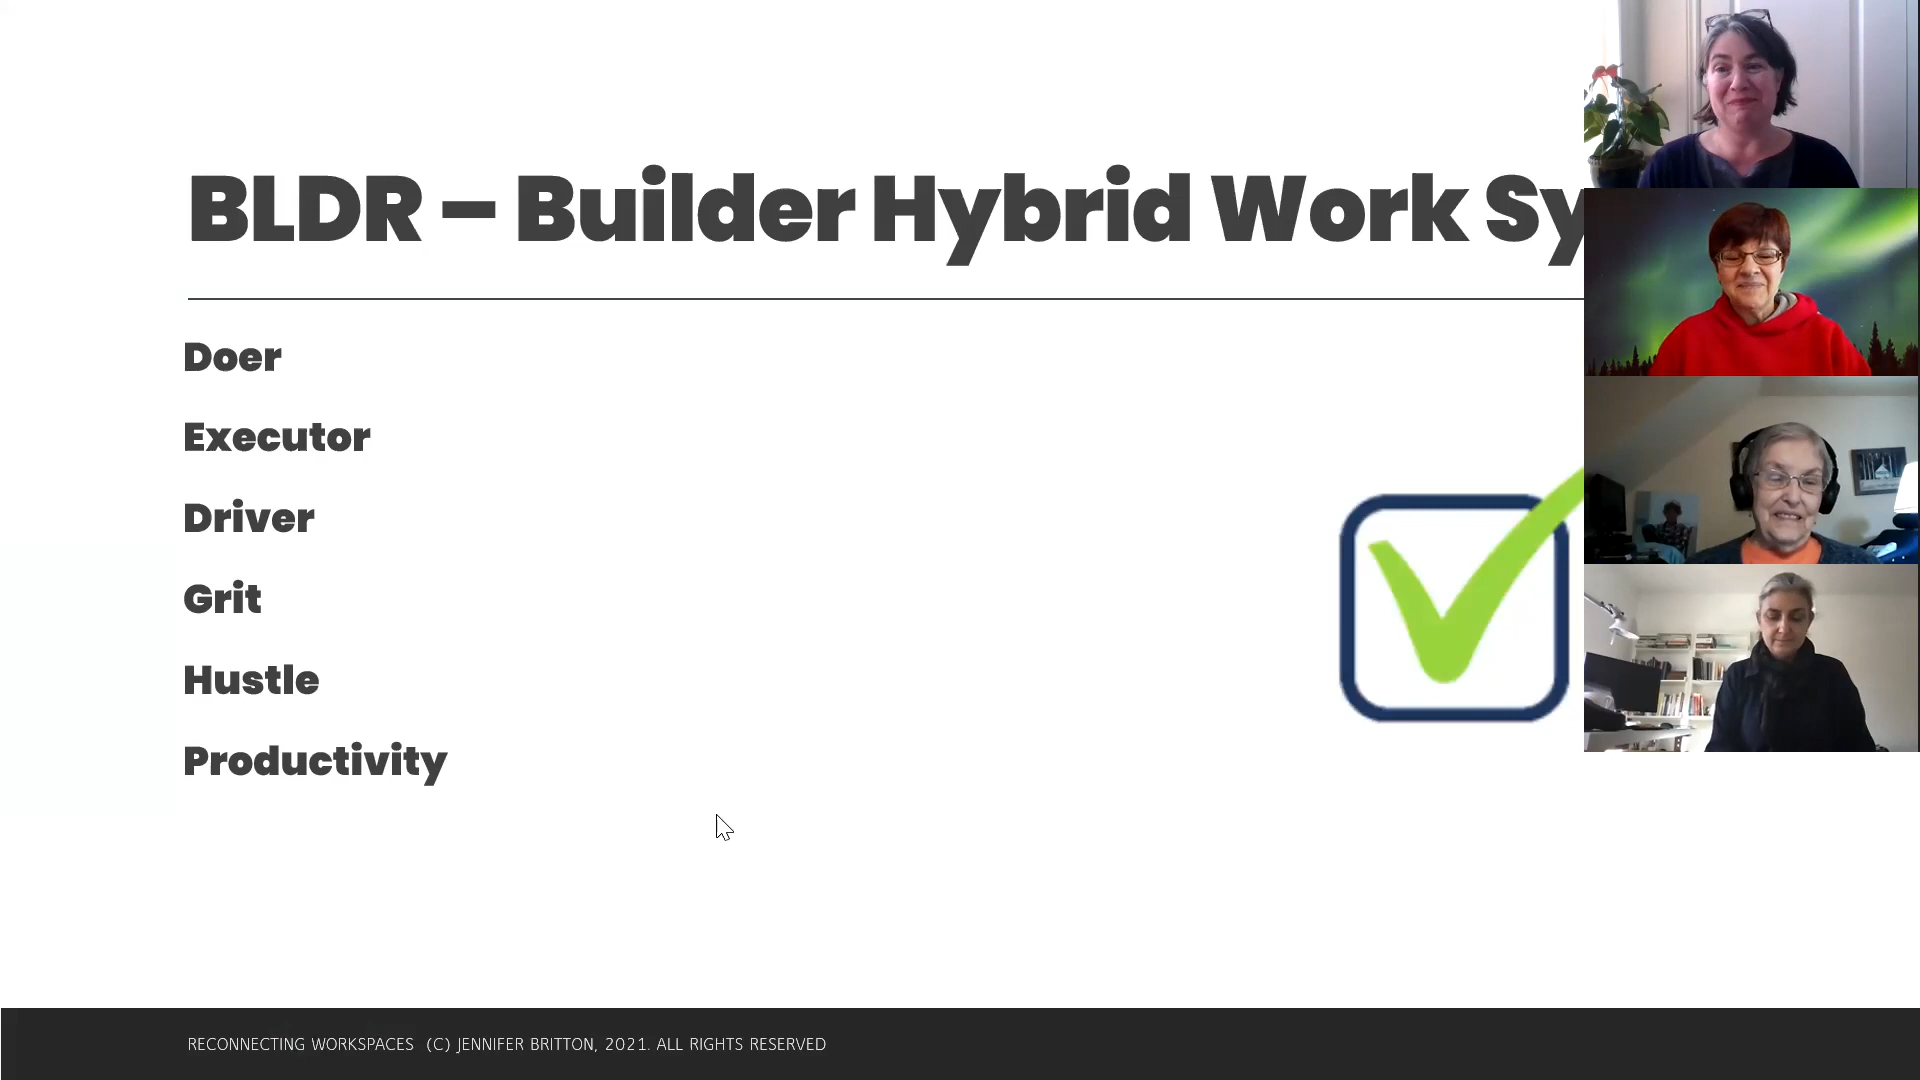 BLDR – Builder Hybrid Work Sy
Doer
Executor
Driver
Grit
Hustle
Productivity
RECONNECTING WORKSPACES (C) JENNIFER BRITTON, 2021. ALL RIGHTS RESERVED